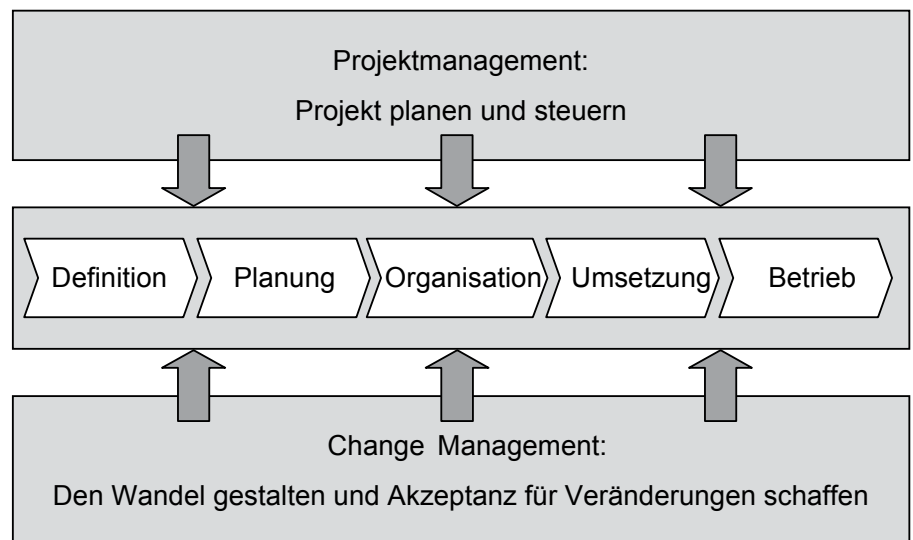 Projektmanagement:
Projekt planen und steuern
Definition
Planung
Organisation
Umsetzung
Betrieb
Change Management:
Den Wandel gestalten und Akzeptanz für Veränderungen schaffen